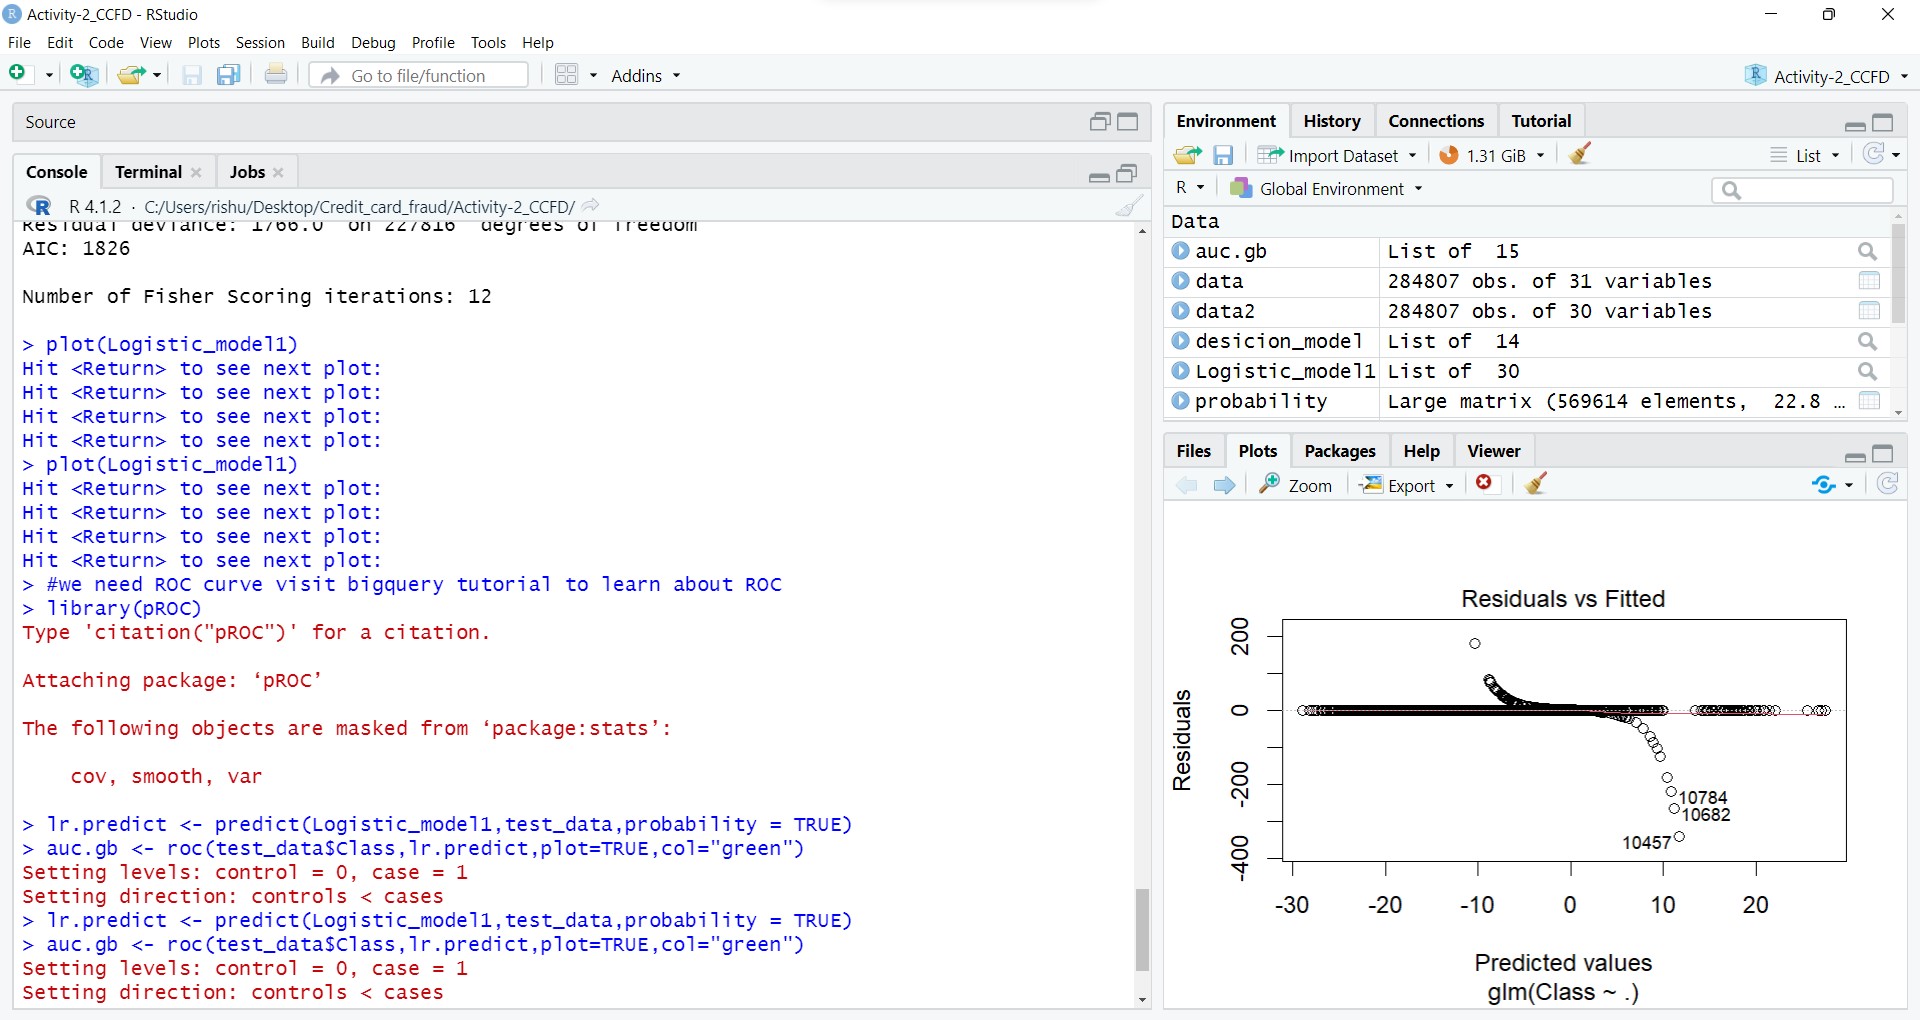 Activity-2_CCFD - RStudio
File Edit Code View Plots Session Build Debug Profile Tools Help
Go to file/function Addins Activity-2_CCFD
Source
Console Terminal Jobs
R 4.1.2 · C:/Users/rishu/Desktop/Credit_card_fraud/Activity-2_CCFD/
Residual deviance: 1766.0 on 227816 degrees of freedom
AIC: 1826
Number of Fisher Scoring iterations: 12
> plot(Logistic_model1)
Hit <Return> to see next plot:
Hit <Return> to see next plot:
Hit <Return> to see next plot:
Hit <Return> to see next plot:
> plot(Logistic_model1)
Hit <Return> to see next plot:
Hit <Return> to see next plot:
Hit <Return> to see next plot:
Hit <Return> to see next plot:
> #we need ROC curve visit bigquery tutorial to learn about ROC
> library(pROC)
Type 'citation("pROC")' for a citation.
Attaching package: ‘pROC’
The following objects are masked from ‘package:stats’:
cov, smooth, var
> lr.predict <- predict(Logistic_model1,test_data,probability = TRUE)
> auc.gb <- roc(test_data$Class,lr.predict,plot=TRUE,col="green")
Setting levels: control = 0, case = 1
Setting direction: controls < cases
> lr.predict <- predict(Logistic_model1,test_data,probability = TRUE)
> auc.gb <- roc(test_data$Class,lr.predict,plot=TRUE,col="green")
Setting levels: control = 0, case = 1
Setting direction: controls < cases
Environment History Connections Tutorial
Import Dataset 1.31 GiB List
R Global Environment
Data
auc.gb List of 15
data 284807 obs. of 31 variables
data2 284807 obs. of 30 variables
desicion_model List of 14
Logistic_model1 List of 30
probability Large matrix (569614 elements, 22.8 ...
Files Plots Packages Help Viewer
Zoom Export
Residuals vs Fitted
Residuals
200
0
-200
-400
10784
10682
10457
-30 -20 -10 0 10 20
Predicted values
glm(Class ~ .)